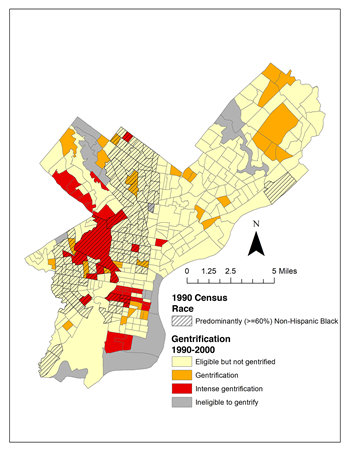 N
0 1.25 2.5 5 Miles
1990 Census
Race
Predominantly (>=60%) Non-Hispanic Black
Gentrification
1990-2000
Eligible but not gentrified
Gentrification
Intense gentrification
Ineligible to gentrify